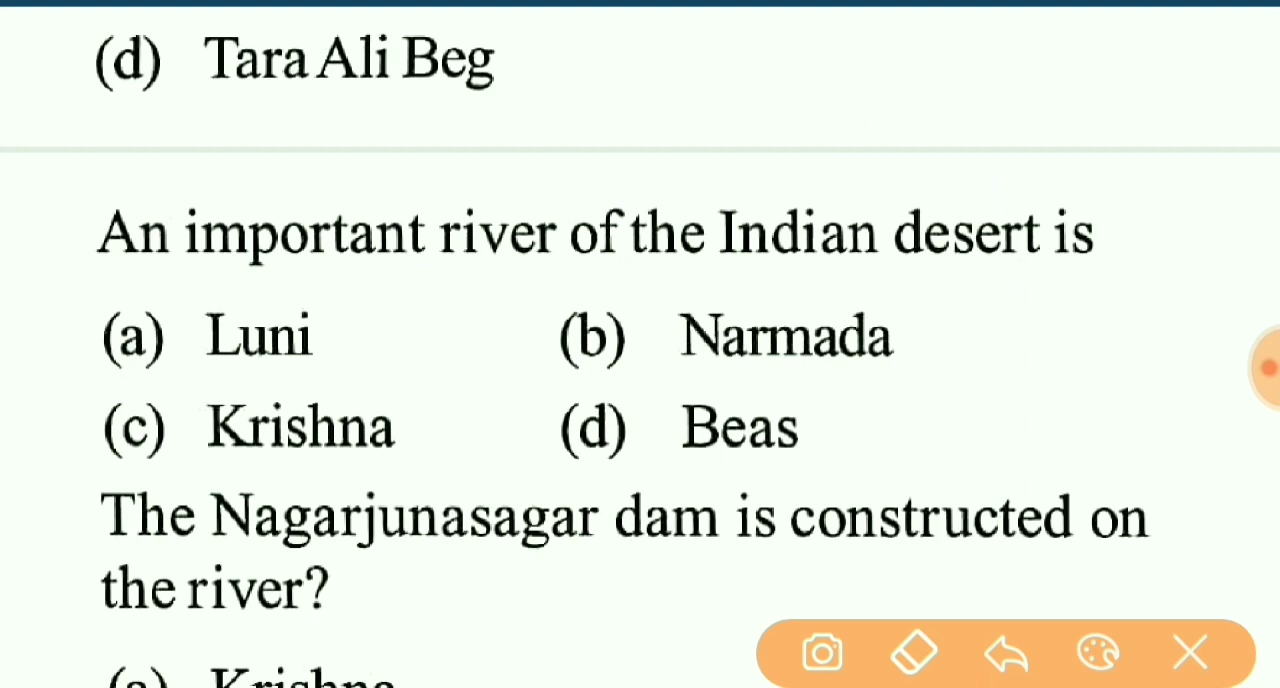 (d) Tara Ali Beg
An important river of the Indian desert is
(a) Luni (b) Narmada
(c) Krishna (d) Beas
The Nagarjunasagar dam is constructed on
the river?
(a) Krishna